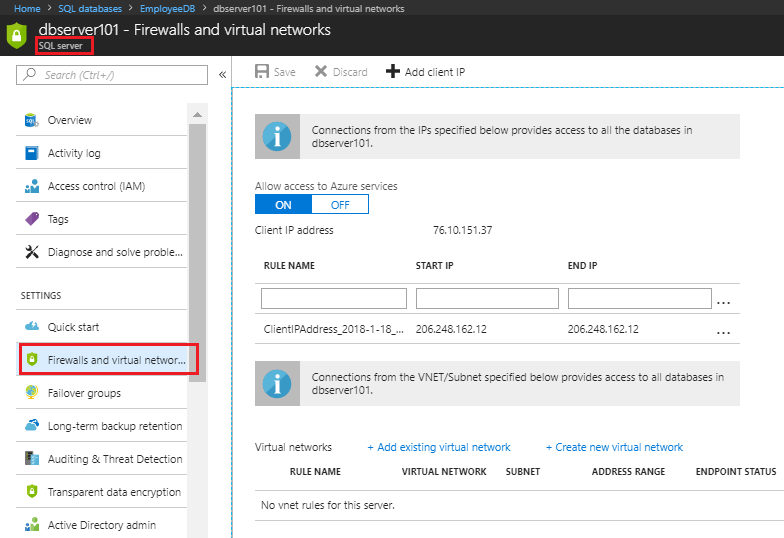 Home > SQL databases > EmployeeDB > dbserver101 - Firewalls and virtual networks
dbserver101 - Firewalls and virtual networks
SQL server
Search (Ctrl+/)
«
Overview
Activity log
Access control (IAM)
Tags
Diagnose and solve proble...
SETTINGS
Quick start
Firewalls and virtual networ...
Failover groups
Long-term backup retention
Auditing & Threat Detection
Transparent data encryption
Active Directory admin
Save Discard Add client IP
Connections from the IPs specified below provides access to all the databases in
dbserver101.
Allow access to Azure services
ON OFF
Client IP address 76.10.151.37
RULE NAME START IP END IP
...
ClientIPAddress_2018-1-18_... 206.248.162.12 206.248.162.12 ...
Connections from the VNET/Subnet specified below provides access to all databases in
dbserver101.
Virtual networks + Add existing virtual network + Create new virtual network
RULE NAME VIRTUAL NETWORK SUBNET ADDRESS RANGE ENDPOINT STATUS
No vnet rules for this server.